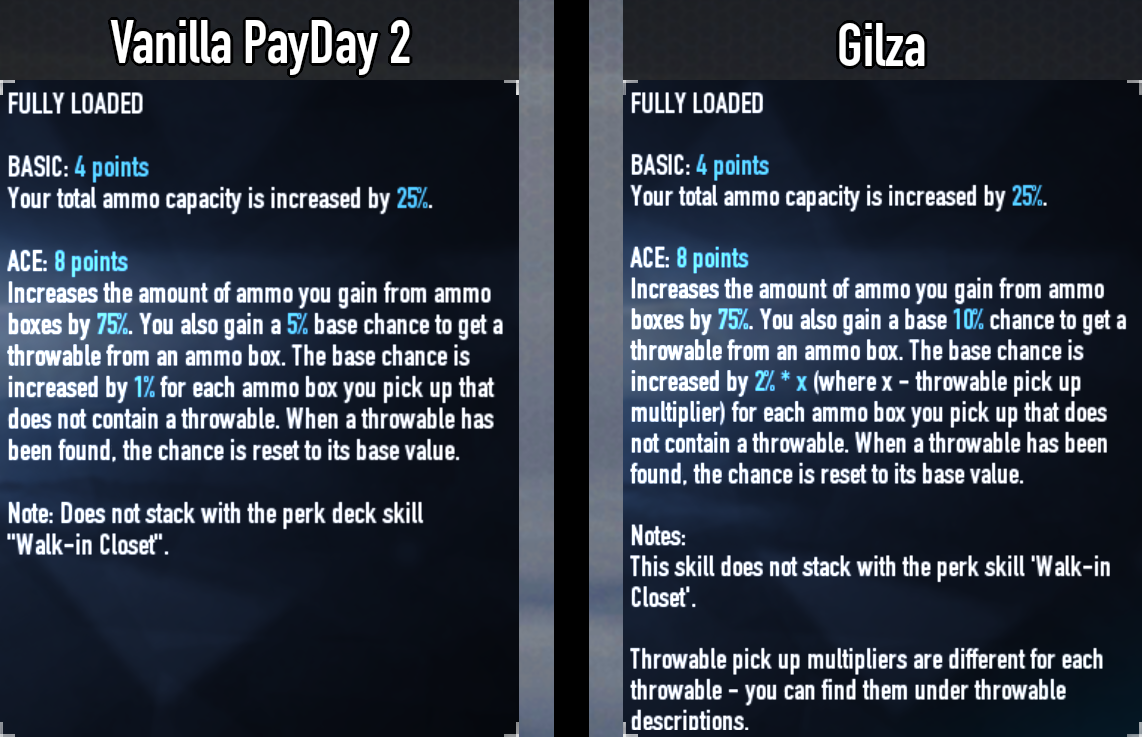 Vanilla PayDay 2
FULLY LOADED
BASIC: 4 points
Your total ammo capacity is increased by 25%.
ACE: 8 points
Increases the amount of ammo you gain from ammo
boxes by 75%. You also gain a 5% base chance to get a
throwable from an ammo box. The base chance is
increased by 1% for each ammo box you pick up that
does not contain a throwable. When a throwable has
been found, the chance is reset to its base value.
Note: Does not stack with the perk deck skill
"Walk-in Closet".
Gilza
FULLY LOADED
BASIC: 4 points
Your total ammo capacity is increased by 25%.
ACE: 8 points
Increases the amount of ammo you gain from ammo
boxes by 75%. You also gain a base 10% chance to get a
throwable from an ammo box. The base chance is
increased by 2% * x (where x - throwable pick up
multiplier) for each ammo box you pick up that does
not contain a throwable. When a throwable has been
found, the chance is reset to its base value.
Notes:
This skill does not stack with the perk skill 'Walk-in
Closet'.
Throwable pick up multipliers are different for each
throwable - you can find them under throwable
descriptions.